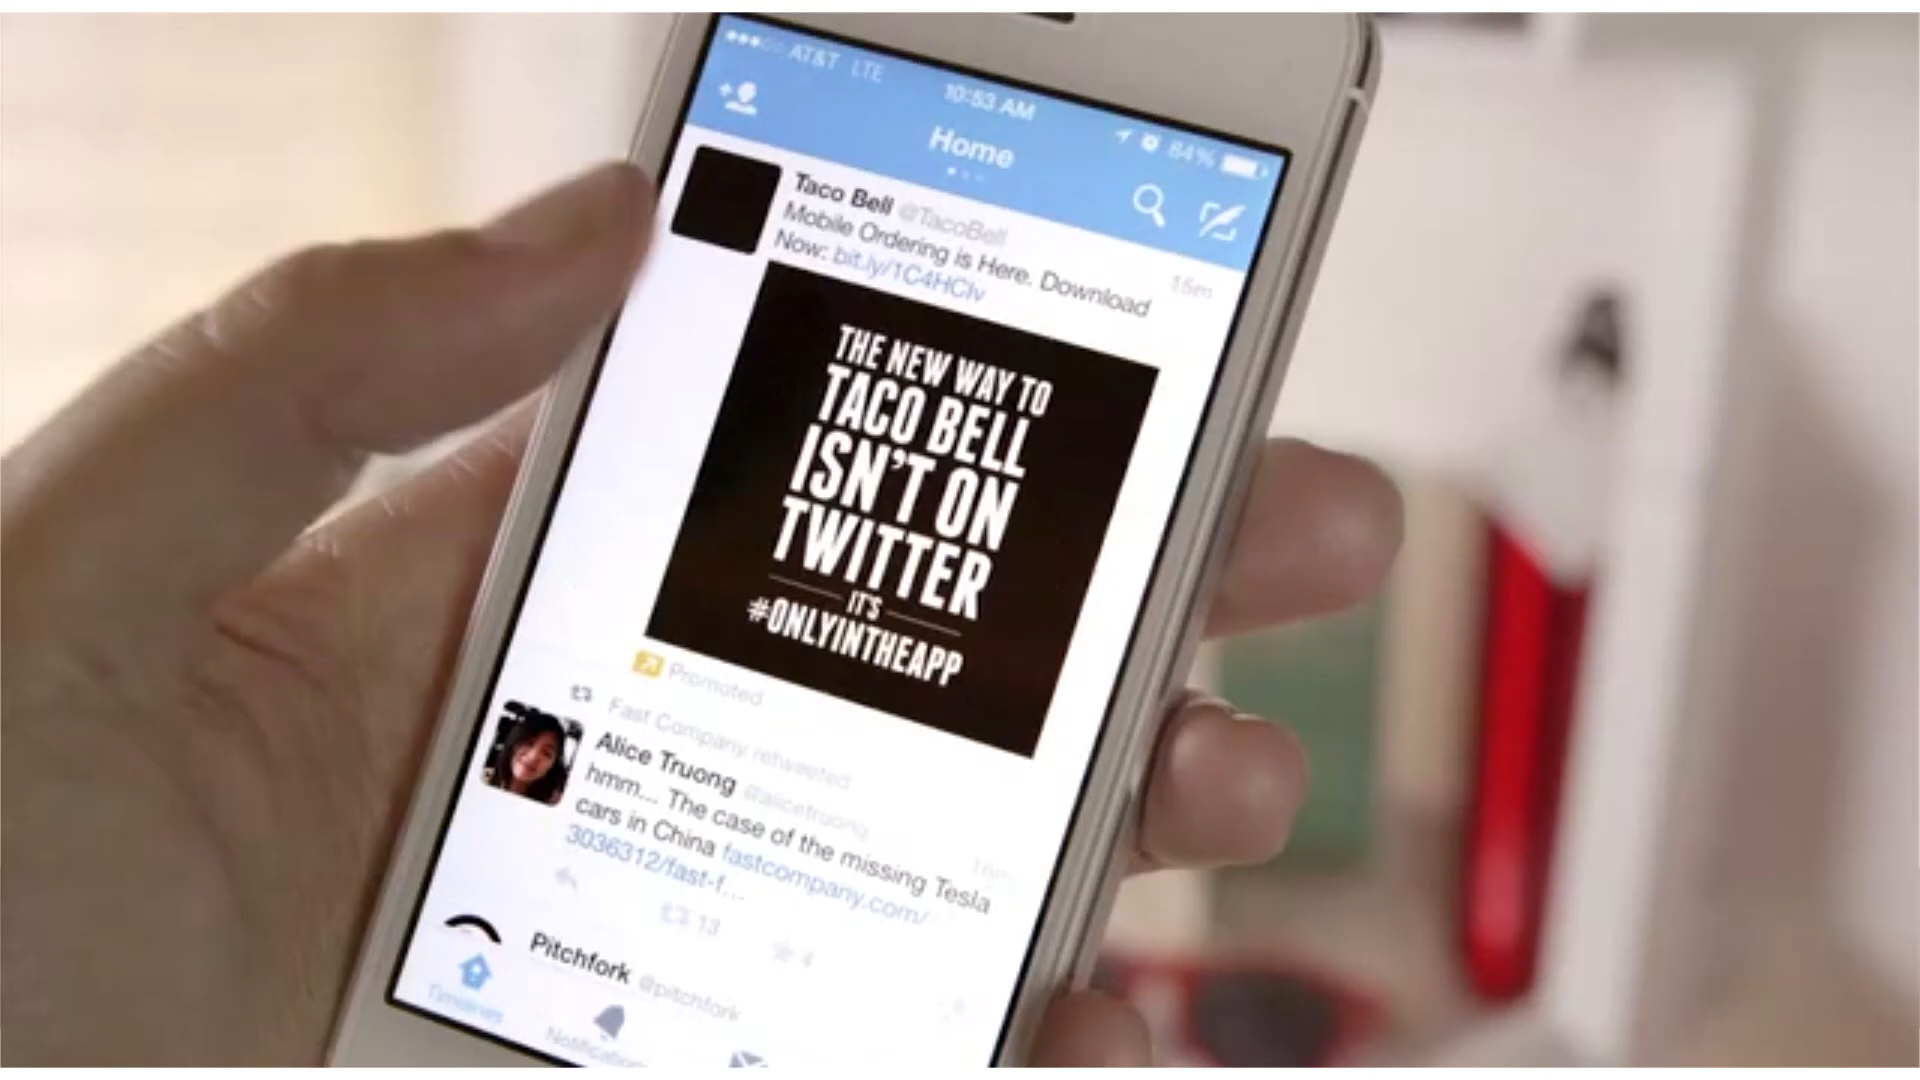 AT&T LTE
10:53 AM
84%
Home
Taco Bell @TacoBell
15m
Mobile Ordering is Here. Download
Now: bit.ly/1C4HClv
THE NEW WAY TO
TACO BELL
ISN'T ON
TWITTER
IT'S
#ONLYINTHEAPP
Promoted
Fast Company retweeted
Alice Truong @alicetruong
hmm... The case of the missing Tesla
cars in China fastcompany.com/
3036312/fast-f...
13
4
Pitchfork @pitchfork
Timelines
Notifications